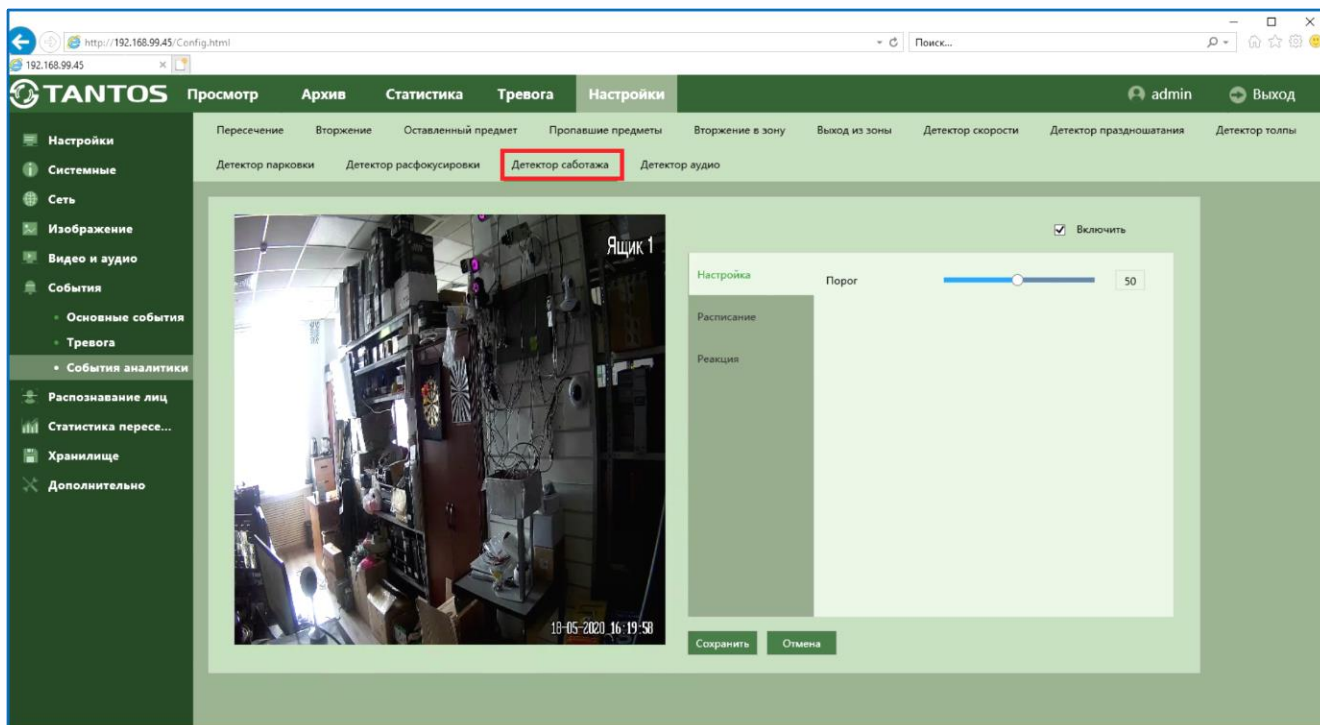 http://192.168.99.45/Config.html
Поиск...
192.168.99.45
TANTOS
Просмотр Архив Статистика Тревога Настройки admin Выход
Настройки
Системные
Сеть
Изображение
Видео и аудио
События
Основные события
Тревога
События аналитики
Распознавание лиц
Статистика пересе...
Хранилище
Дополнительно
Пересечение Вторжение Оставленный предмет Пропавшие предметы Вторжение в зону Выход из зоны Детектор скорости Детектор праздношатания Детектор толпы
Детектор парковки Детектор расфокусировки Детектор саботажа Детектор аудио
Ящик 1
18-05-2020 16:19:58
Включить
Настройка
Расписание
Реакция
Порог 50
Сохранить Отмена